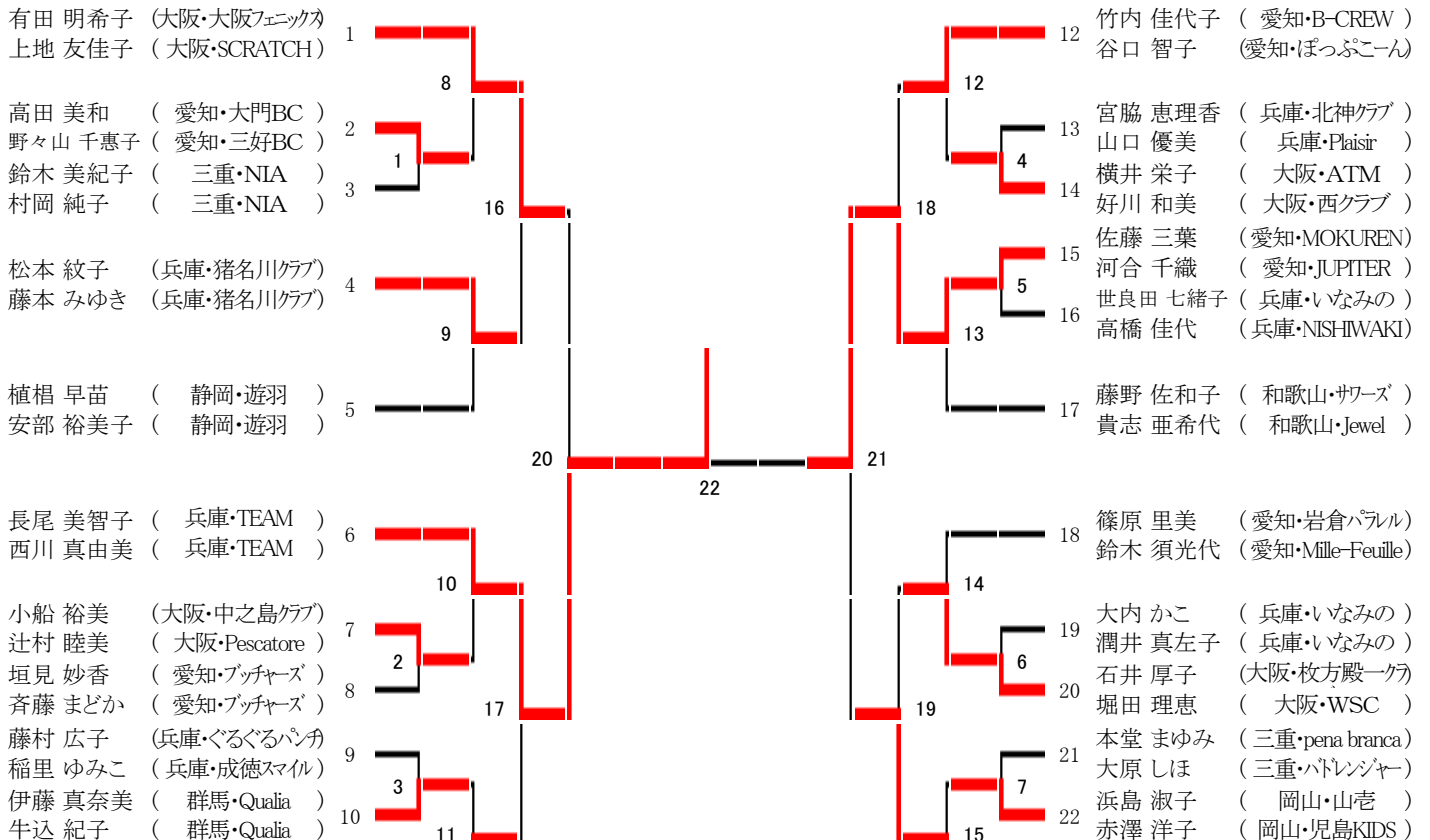 有田 明希子 (大阪・大阪フェニックス)
上地 友佳子 ( 大阪・SCRATCH )
1
8
高田 美和 ( 愛知・大門BC )
野々山 千惠子 ( 愛知・三好BC )
2
1
鈴木 美紀子 ( 三重・NIA )
村岡 純子 ( 三重・NIA )
3
16
松本 紋子 (兵庫・猪名川クラブ)
藤本 みゆき (兵庫・猪名川クラブ)
4
9
植椙 早苗 ( 静岡・遊羽 )
安部 裕美子 ( 静岡・遊羽 )
5
20
長尾 美智子 ( 兵庫・TEAM )
西川 真由美 ( 兵庫・TEAM )
6
10
小船 裕美 (大阪・中之島クラブ)
辻村 睦美 ( 大阪・Pescatore )
7
2
垣見 妙香 ( 愛知・ブッチャーズ )
斉藤 まどか ( 愛知・ブッチャーズ )
8
17
藤村 広子 (兵庫・ぐるぐるパンチ)
稲里 ゆみこ ( 兵庫・成徳スマイル )
9
3
伊藤 真奈美 ( 群馬・Qualia )
牛込 紀子 ( 群馬・Qualia )
10
11
22
12
竹内 佳代子 ( 愛知・B-CREW )
谷口 智子 (愛知・ぽっぷこーん)
12
宮脇 恵理香 ( 兵庫・北神クラブ )
山口 優美 ( 兵庫・Plaisir )
13
4
横井 栄子 ( 大阪・ATM )
好川 和美 ( 大阪・西クラブ )
14
18
佐藤 三葉 ( 愛知・MOKUREN )
河合 千織 ( 愛知・JUPITER )
15
5
世良田 七緒子 ( 兵庫・いなみの )
高橋 佳代 ( 兵庫・NISHIWAKI )
16
13
藤野 佐和子 ( 和歌山・サワーズ )
貴志 亜希代 ( 和歌山・Jewel )
17
21
篠原 里美 ( 愛知・岩倉パラレル )
鈴木 須光代 ( 愛知・Mille-Feuille )
18
14
大内 かこ ( 兵庫・いなみの )
潤井 真左子 ( 兵庫・いなみの )
19
6
石井 厚子 (大阪・枚方殿一クラ
堀田 理恵 ( 大阪・WSC )
20
19
本堂 まゆみ ( 三重・pena branca )
大原 しほ ( 三重・バドレンジャー )
21
7
浜島 淑子 ( 岡山・山壱 )
赤澤 洋子 ( 岡山・児島KIDS )
22
15